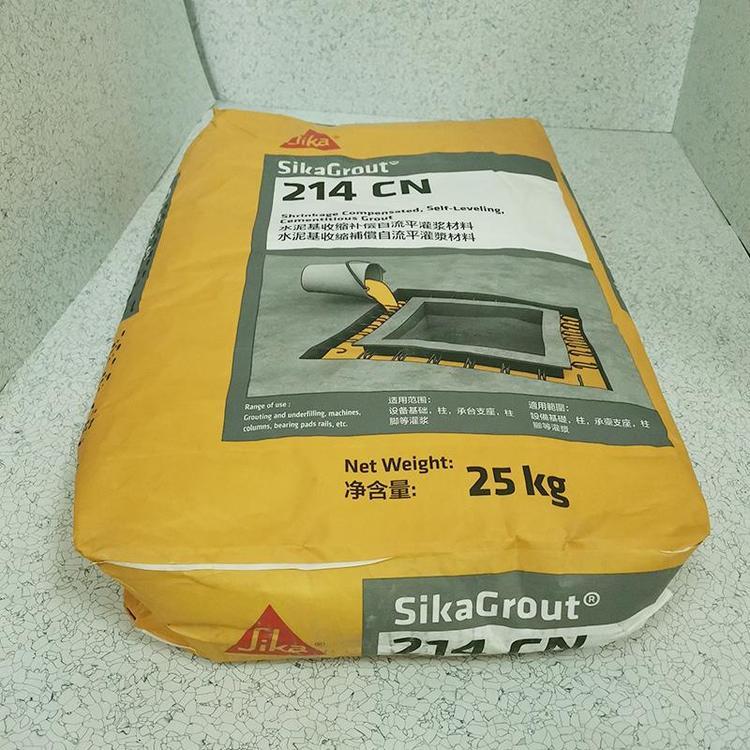 Sika®
SikaGrout®
214 CN
Shrinkage Compensated, Self-Leveling,
Cementitious Grout
水泥基收缩补偿自流平灌浆材料
水泥基收縮補償自流平灌漿材料
Range of use :
Grouting and underfilling, machines,
columns, bearing pads rails, etc.
适用范围:
设备基础，柱，承台支座，柱
脚等灌浆
適用範圍:
設備基礎，柱，承臺支座，柱
腳等灌漿
Net Weight:
净含量:
25 kg
Sika®
SikaGrout®
214 CN